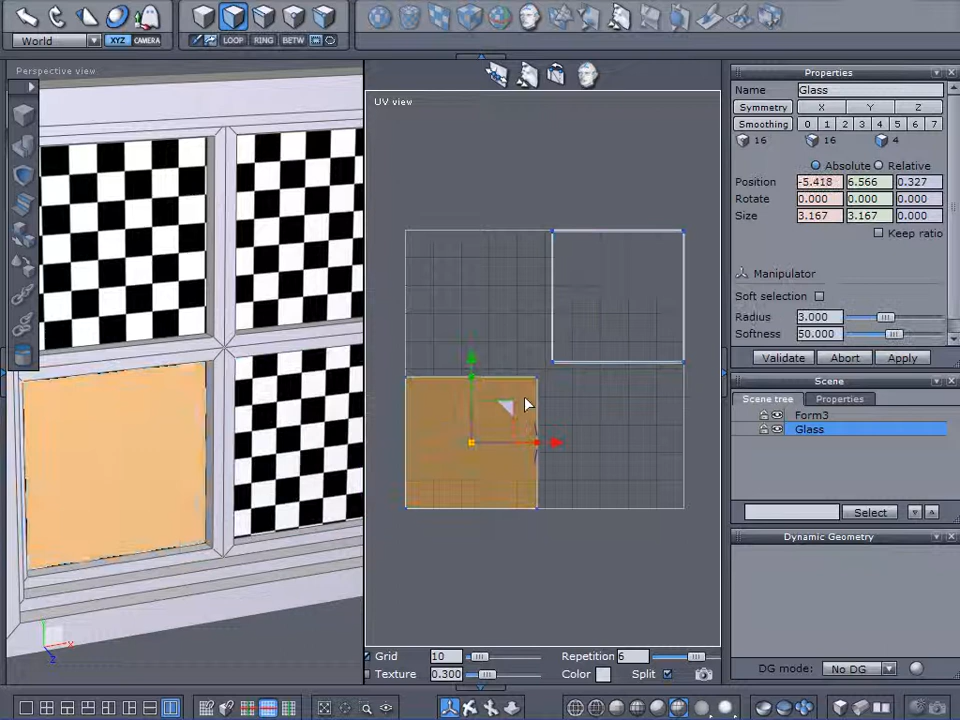 World
XYZ CAMERA
LOOP RING BETW
Perspective view
UV view
Properties
Name Glass
Symmetry X Y Z
Smoothing 0 1 2 3 4 5 6 7
16 16 4
Absolute Relative
Position -5.418 6.566 0.327
Rotate 0.000 0.000 0.000
Size 3.167 3.167 0.000
Keep ratio
Manipulator
Soft selection
Radius 3.000
Softness 50.000
Validate Abort Apply
Scene
Scene tree Properties
Form3
Glass
Select
Dynamic Geometry
DG mode: No DG
Grid 10 Repetition 6
Texture 0.300 Color Split
Y
X
Z